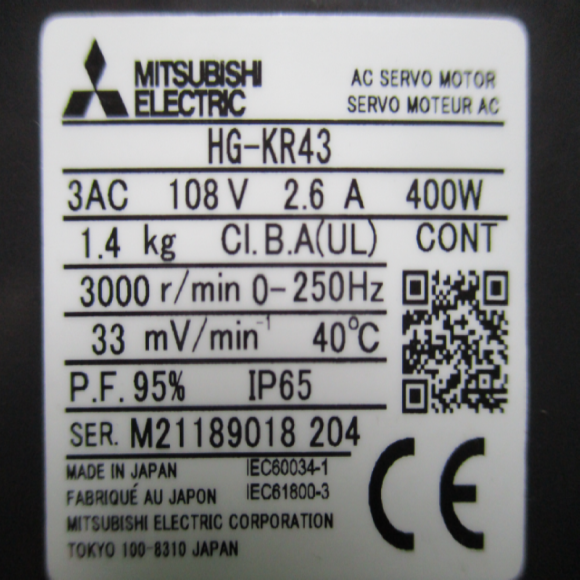 MITSUBISHI
ELECTRIC
AC SERVO MOTOR
SERVO MOTEUR AC
HG-KR43
3AC 108 V 2.6 A 400W
1.4 kg CI.B.A(UL) CONT
3000 r/min 0-250Hz
33 mV/min⁻¹ 40℃
P.F. 95% IP65
SER. M21189018 204
MADE IN JAPAN IEC60034-1
FABRIQUÉ AU JAPON IEC61800-3
MITSUBISHI ELECTRIC CORPORATION
TOKYO 100-8310 JAPAN
CE